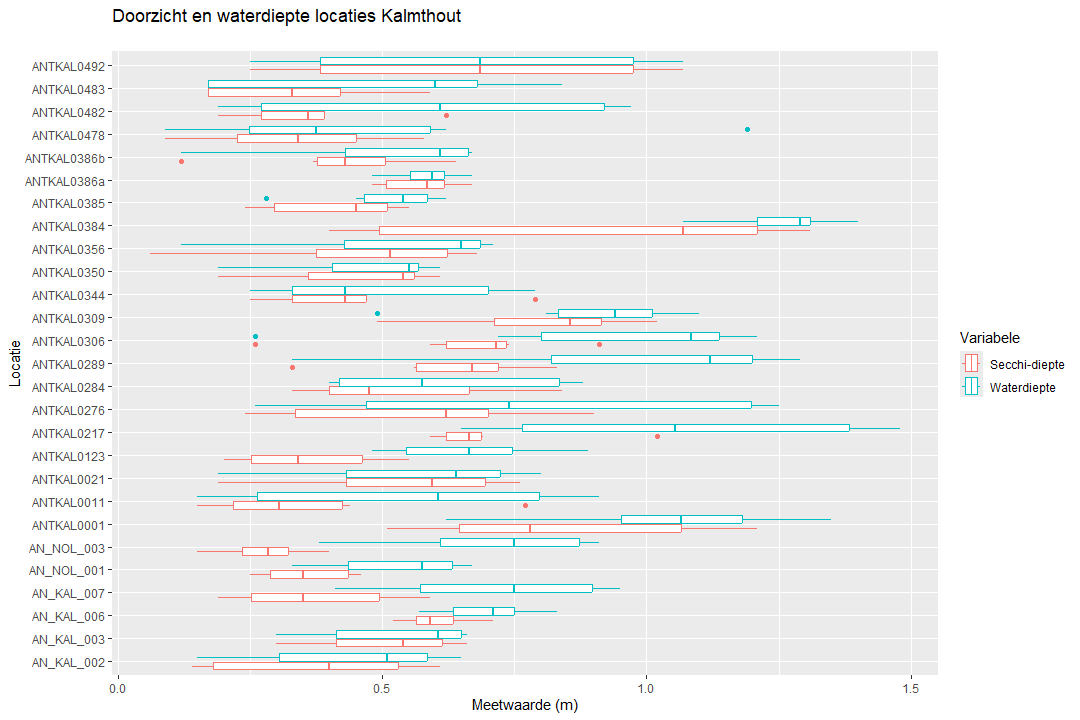 Doorzicht en waterdiepte locaties Kalmthout
ANTKAL0492
ANTKAL0483
ANTKAL0482
ANTKAL0478
ANTKAL0386b
ANTKAL0386a
ANTKAL0385
ANTKAL0384
ANTKAL0356
ANTKAL0350
ANTKAL0344
ANTKAL0309
ANTKAL0306
ANTKAL0289
ANTKAL0284
ANTKAL0276
ANTKAL0217
ANTKAL0123
ANTKAL0021
ANTKAL0011
ANTKAL0001
AN_NOL_003
AN_NOL_001
AN_KAL_007
AN_KAL_006
AN_KAL_003
AN_KAL_002
Locatie
0.0 0.5 1.0 1.5
Meetwaarde (m)
Variabele
Secchi-diepte
Waterdiepte